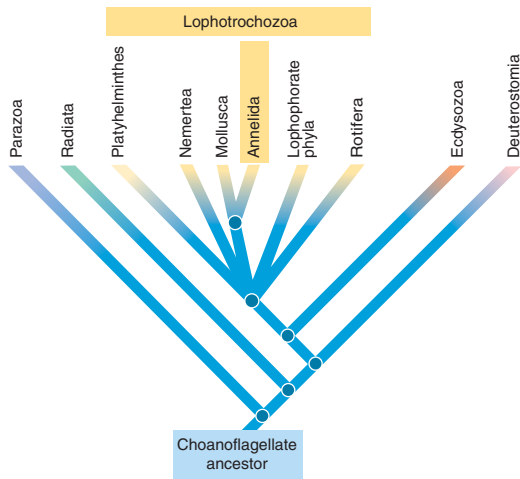 Lophotrochozoa
Parazoa
Radiata
Platyhelminthes
Nemertea
Mollusca
Annelida
Lophophorate
phyla
Rotifera
Ecdysozoa
Deuterostomia
Choanoflagellate
ancestor